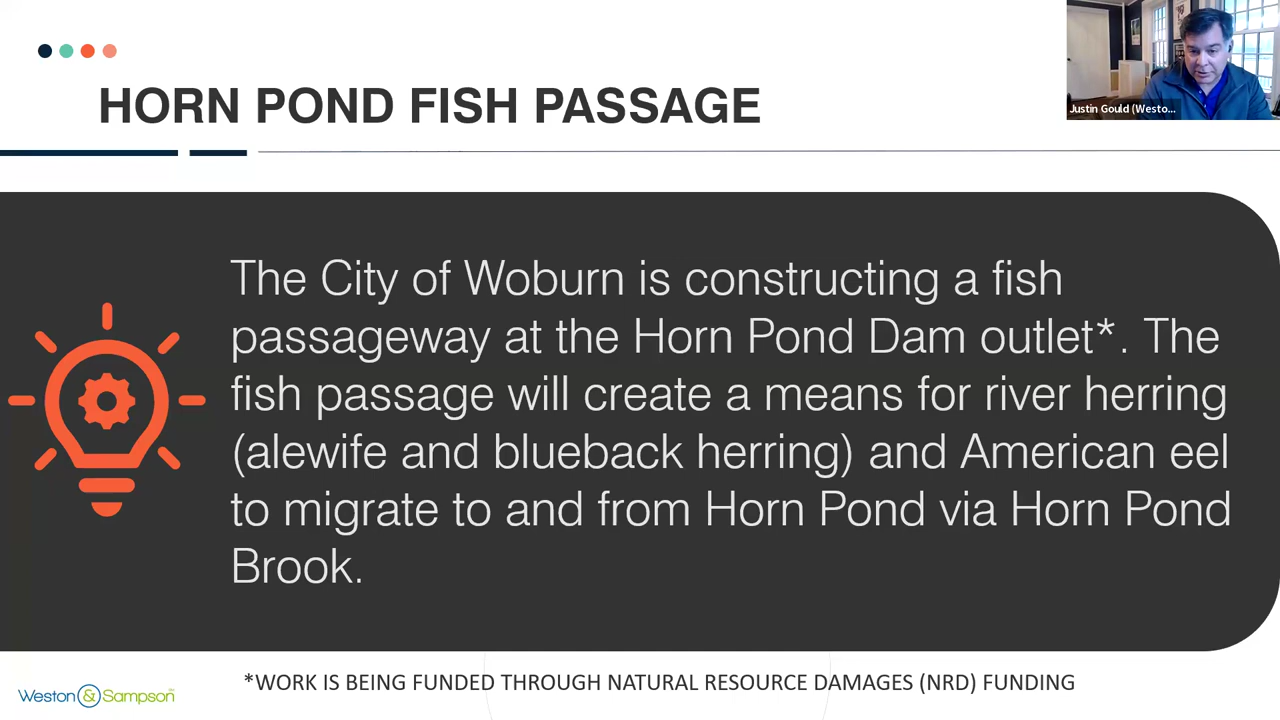 HORN POND FISH PASSAGE
Justin Gould (Westo...
The City of Woburn is constructing a fish
passageway at the Horn Pond Dam outlet*. The
fish passage will create a means for river herring
(alewife and blueback herring) and American eel
to migrate to and from Horn Pond via Horn Pond
Brook.
Weston & Sampson
*WORK IS BEING FUNDED THROUGH NATURAL RESOURCE DAMAGES (NRD) FUNDING